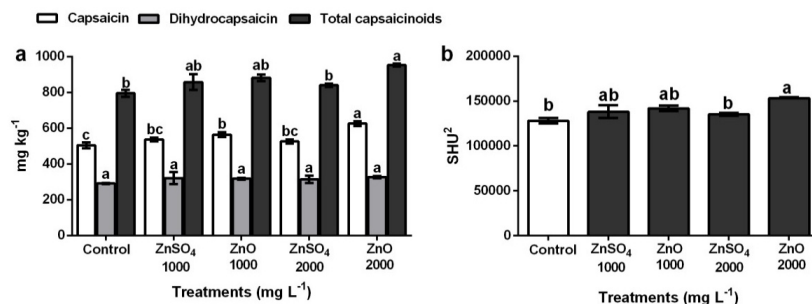 Capsaicin Dihydrocapsaicin Total capsaicinoids
a
1000
800
600
400
200
0
mg kg⁻¹
c a b
bc a ab
b a ab
bc a b
a a a
Control ZnSO₄ 1000 ZnO 1000 ZnSO₄ 2000 ZnO 2000
Treatments (mg L⁻¹)
b
200000
150000
100000
50000
0
SHU²
b ab ab b a
Control ZnSO₄ 1000 ZnO 1000 ZnSO₄ 2000 ZnO 2000
Treatments (mg L⁻¹)